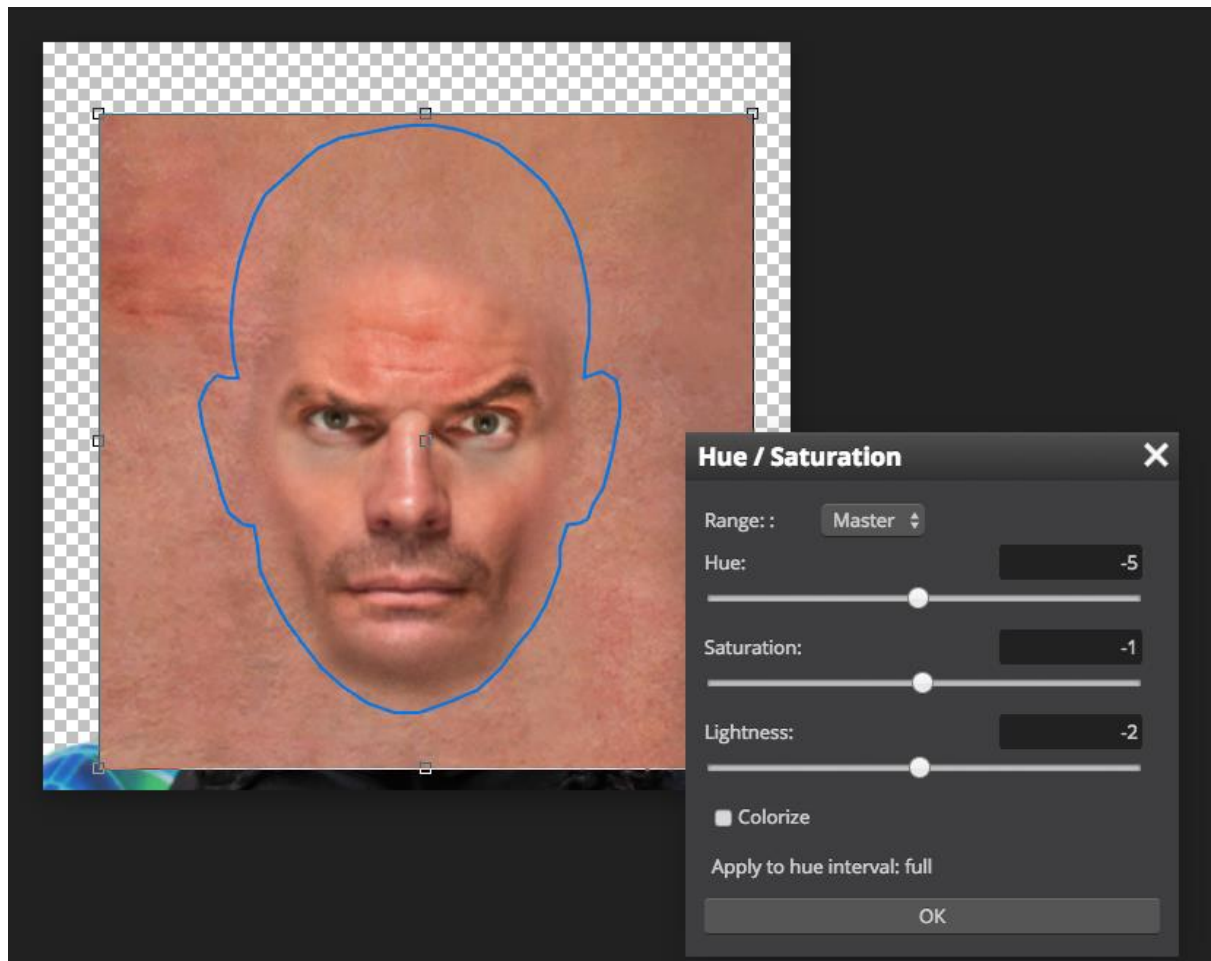 Hue / Saturation
Range: : Master
Hue: -5
Saturation: -1
Lightness: -2
Colorize
Apply to hue interval: full
OK